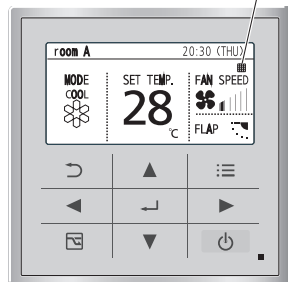 room A 20:30 (THU)
MODE SET TEMP. FAN SPEED
COOL
28 °C
FLAP